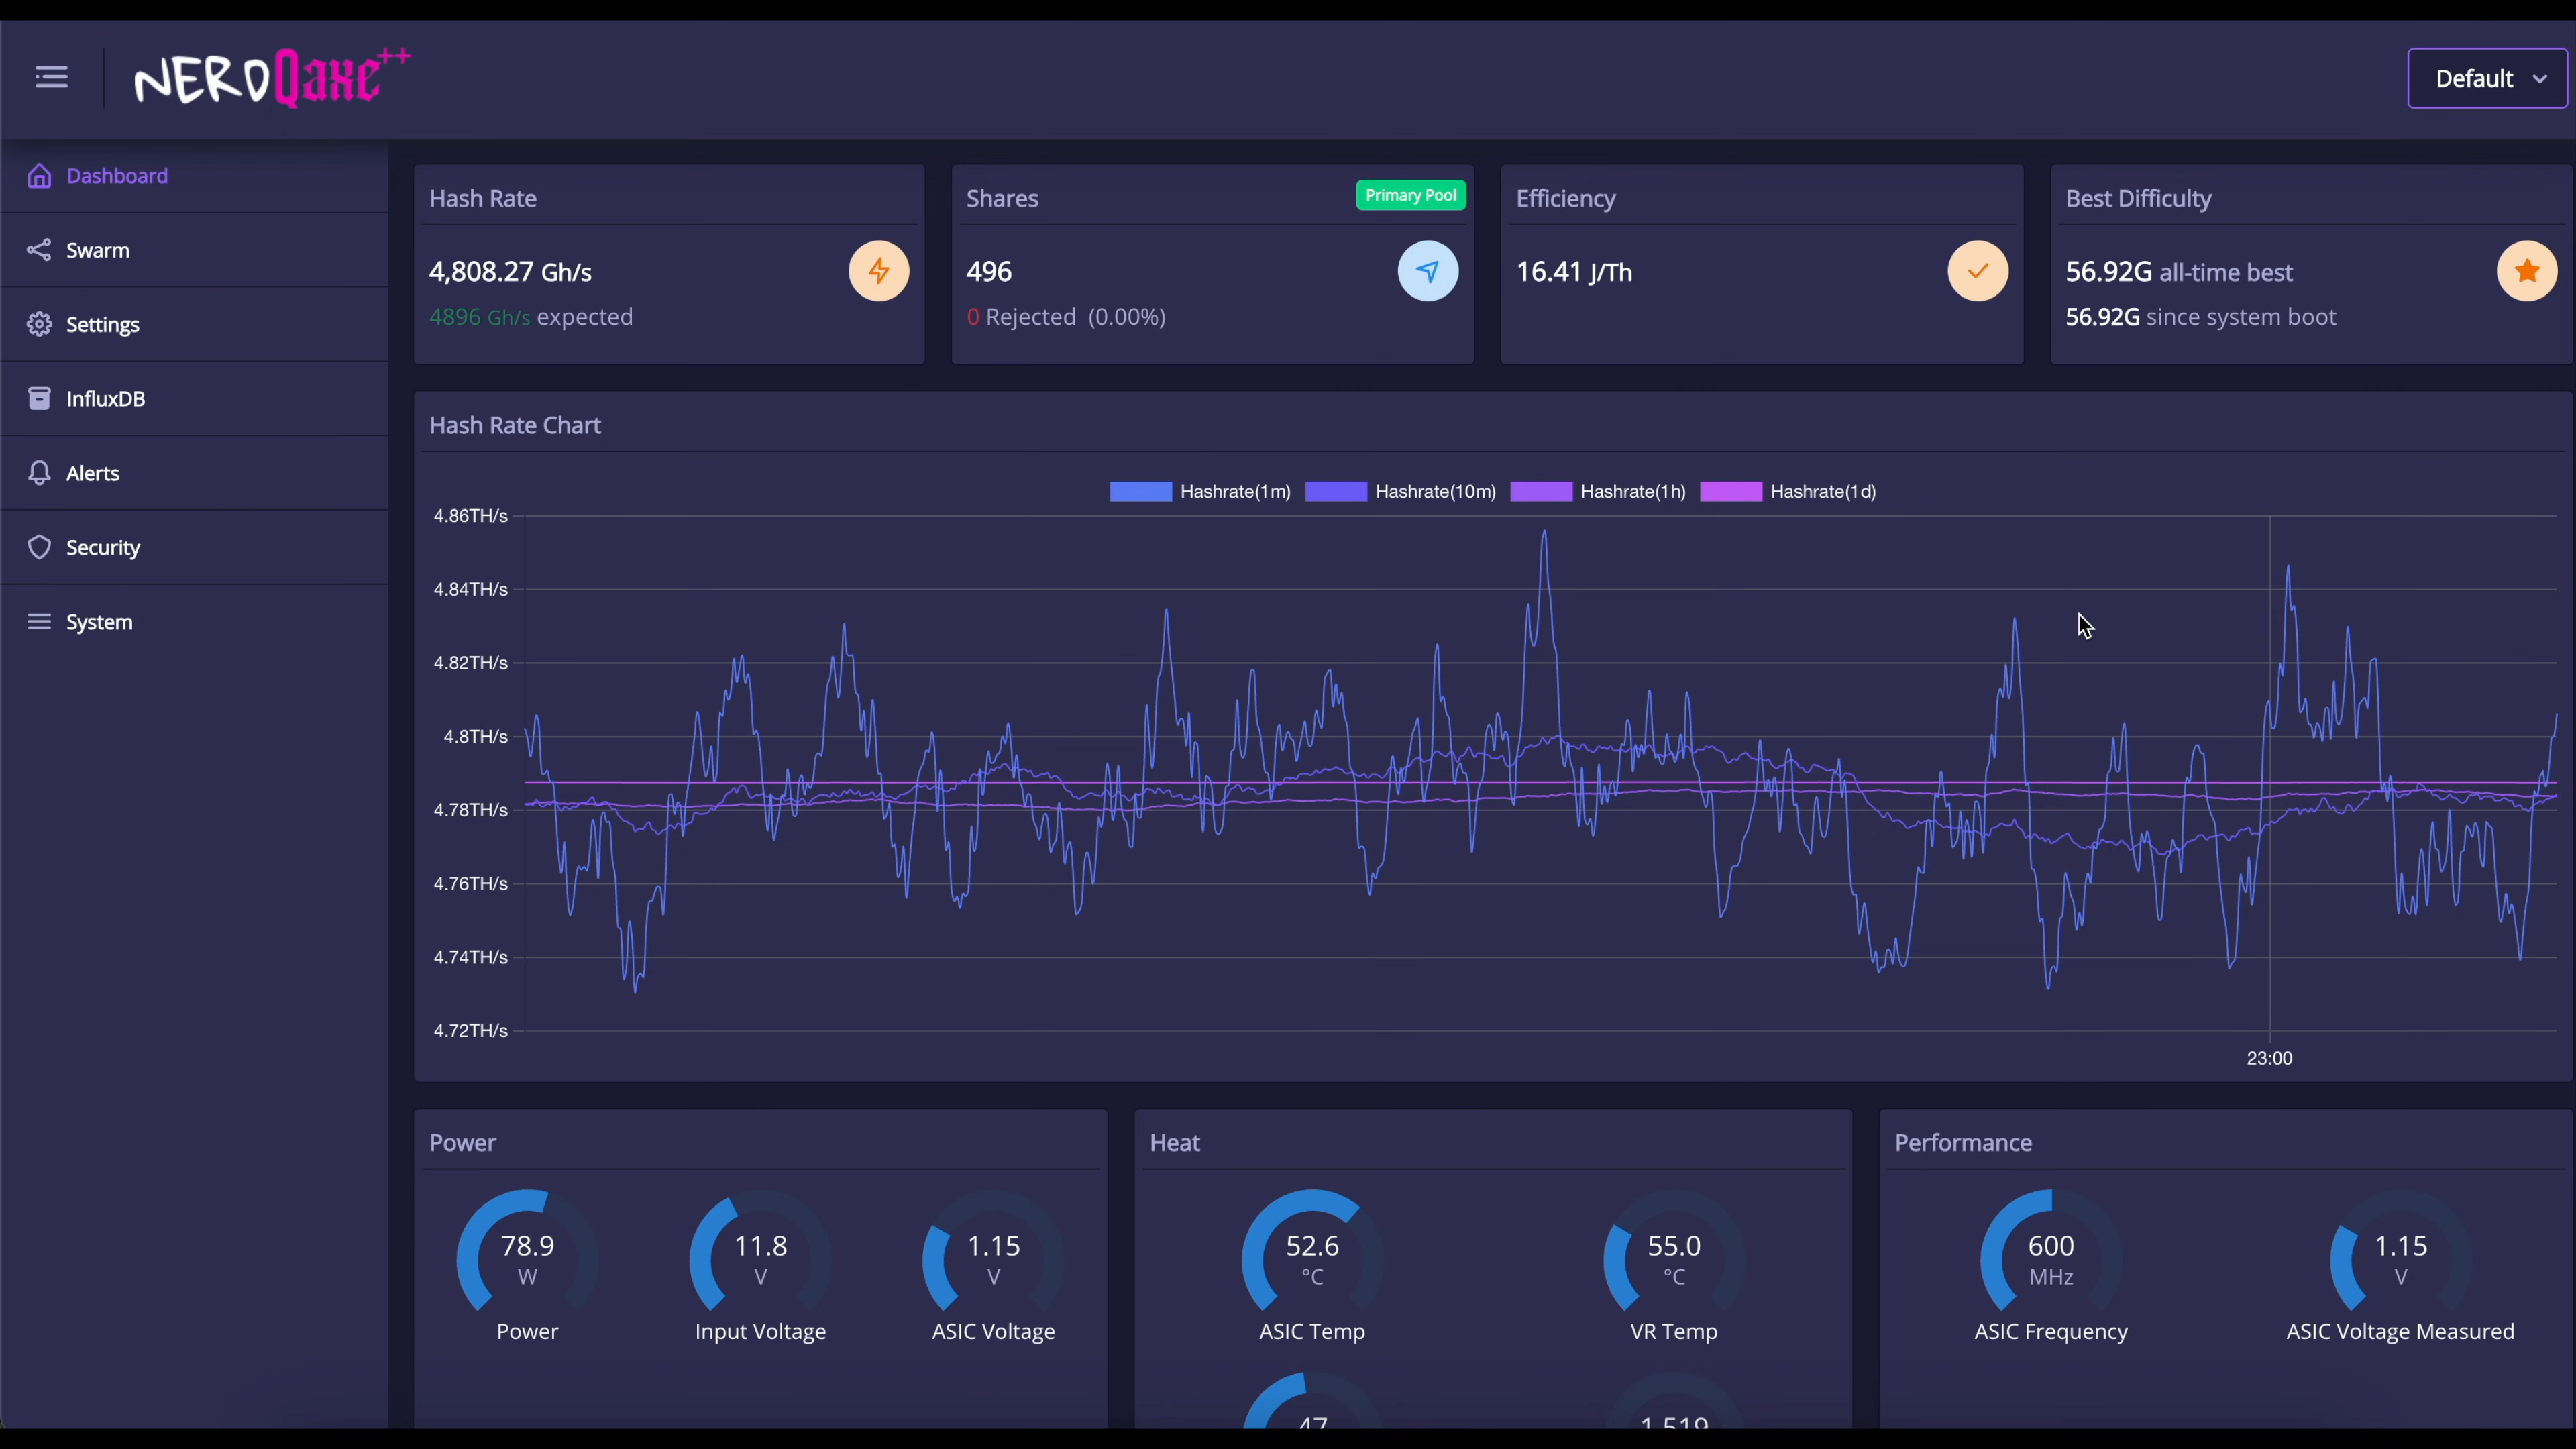 NERDQaxe++
Default
Dashboard
Swarm
Settings
InfluxDB
Alerts
Security
System
Hash Rate
4,808.27 Gh/s
4896 Gh/s expected
Shares
Primary Pool
496
0 Rejected (0.00%)
Efficiency
16.41 J/Th
Best Difficulty
56.92G all-time best
56.92G since system boot
Hash Rate Chart
Hashrate(1m) Hashrate(10m) Hashrate(1h) Hashrate(1d)
4.86TH/s
4.84TH/s
4.82TH/s
4.8TH/s
4.78TH/s
4.76TH/s
4.74TH/s
4.72TH/s
23:00
Power
78.9
W
Power
11.8
V
Input Voltage
1.15
V
ASIC Voltage
Heat
52.6
°C
ASIC Temp
55.0
°C
VR Temp
47
1,519
Performance
600
MHz
ASIC Frequency
1.15
V
ASIC Voltage Measured